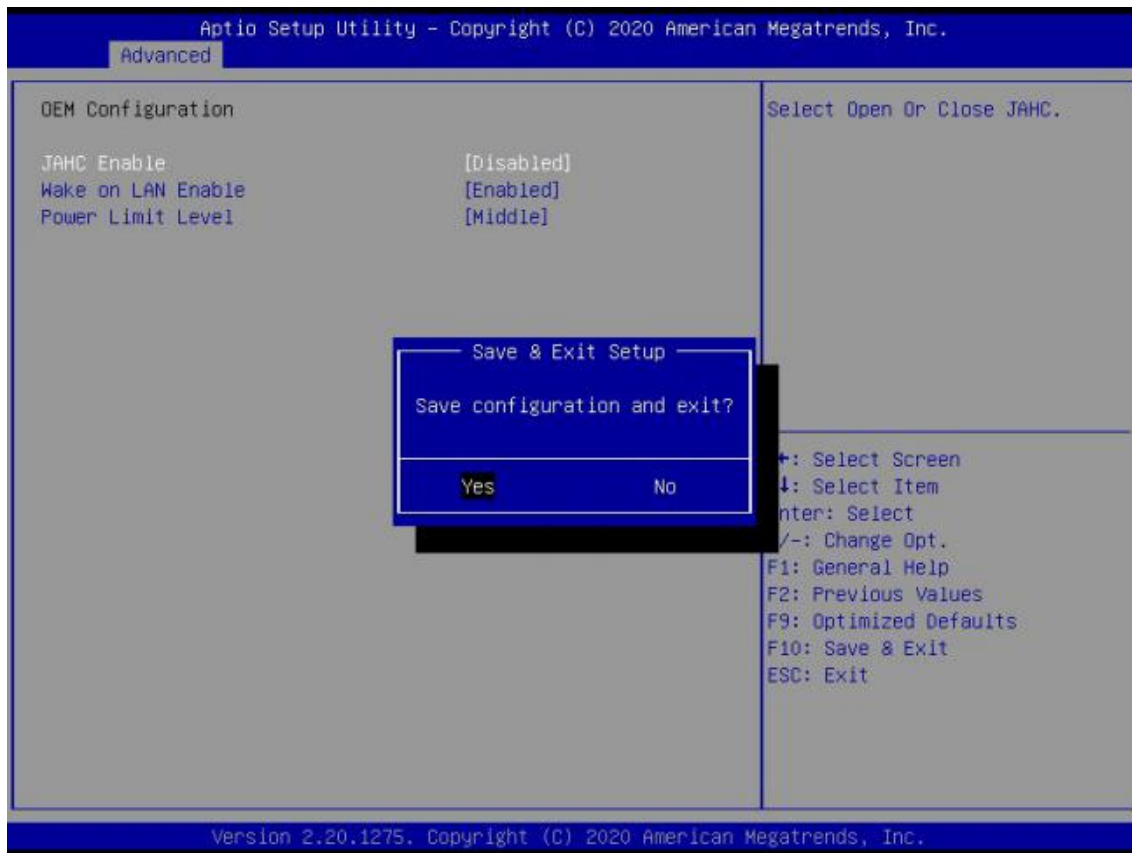 Aptio Setup Utility – Copyright (C) 2020 American Megatrends, Inc.
Advanced
OEM Configuration
JAHC Enable [Disabled]
Wake on LAN Enable [Enabled]
Power Limit Level [Middle]
Select Open Or Close JAHC.
Save & Exit Setup
Save configuration and exit?
Yes No
: Select Screen
: Select Item
nter: Select
/-: Change Opt.
F1: General Help
F2: Previous Values
F9: Optimized Defaults
F10: Save & Exit
ESC: Exit
Version 2.20.1275. Copyright (C) 2020 American Megatrends, Inc.